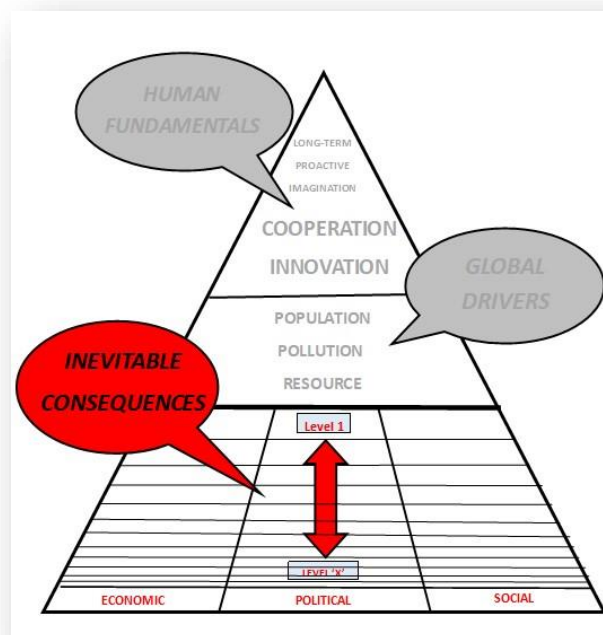 HUMAN
FUNDAMENTALS
LONG-TERM
PROACTIVE
IMAGINATION
COOPERATION
INNOVATION
GLOBAL
DRIVERS
POPULATION
POLLUTION
RESOURCE
INEVITABLE
CONSEQUENCES
Level 1
LEVEL 'X'
ECONOMIC
POLITICAL
SOCIAL